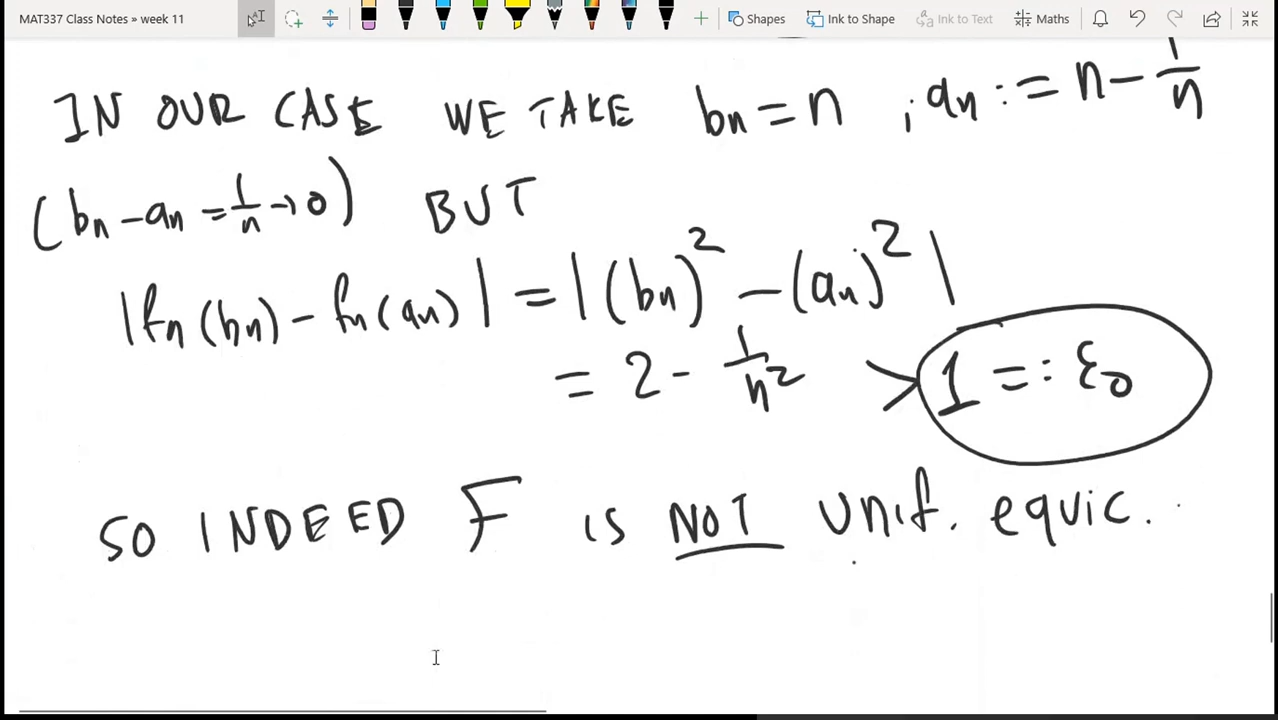 MAT337 Class Notes » week 11 Shapes Ink to Shape Ink to Text Maths
IN OUR CASE WE TAKE bn = n , an := n - 1/n
(bn - an = 1/n → 0) BUT
|fn(bn) - fn(an)| = |(bn)² - (an)²|
= 2 - 1/n² > 1 =: ε₀
SO INDEED F is NOT unif. equic.